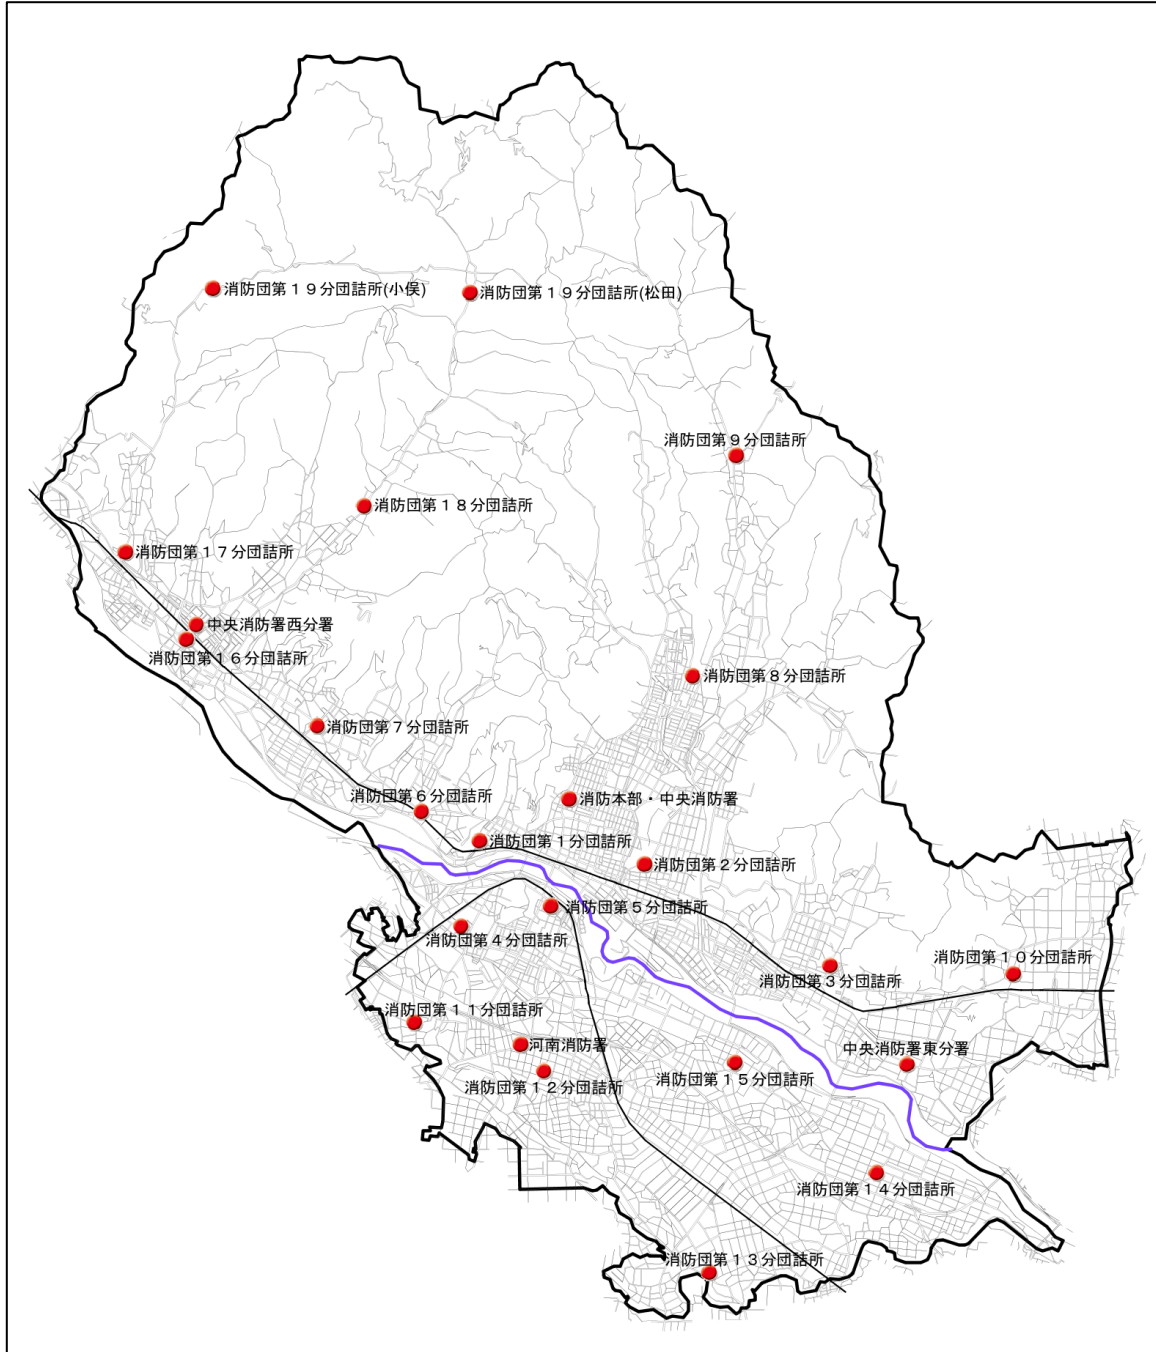 消防団第１９分団詰所(小俣)
消防団第１９分団詰所(松田)
消防団第９分団詰所
消防団第１８分団詰所
消防団第１７分団詰所
中央消防署西分署
消防団第１６分団詰所
消防団第８分団詰所
消防団第７分団詰所
消防団第６分団詰所
消防本部・中央消防署
消防団第１分団詰所
消防団第２分団詰所
消防団第５分団詰所
消防団第４分団詰所
消防団第１０分団詰所
消防団第３分団詰所
消防団第１１分団詰所
河南消防署
中央消防署東分署
消防団第１２分団詰所
消防団第１５分団詰所
消防団第１４分団詰所
消防団第１３分団詰所